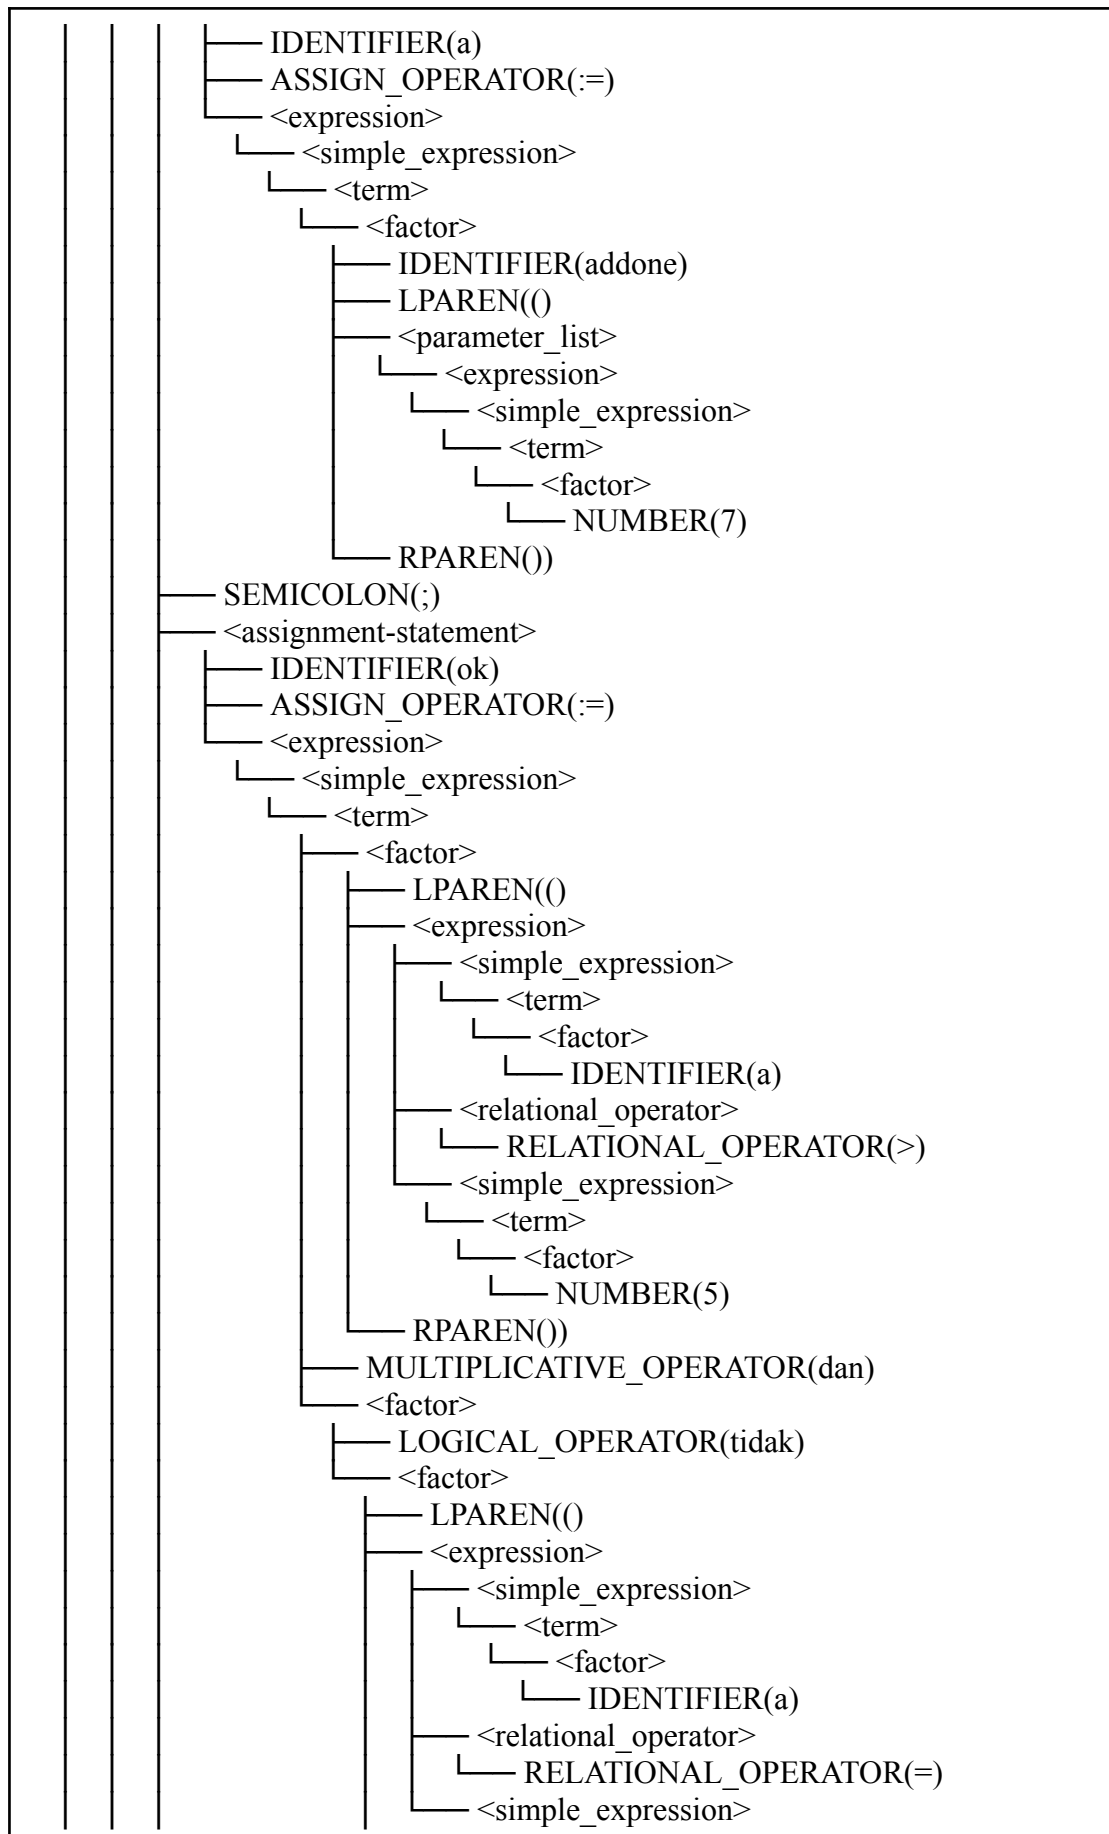 IDENTIFIER(a)
ASSIGN_OPERATOR(:=)
<expression>
<simple_expression>
<term>
<factor>
IDENTIFIER(addone)
LPAREN(()
<parameter_list>
<expression>
<simple_expression>
<term>
<factor>
NUMBER(7)
RPAREN())
SEMICOLON(;)
<assignment-statement>
IDENTIFIER(ok)
ASSIGN_OPERATOR(:=)
<expression>
<simple_expression>
<term>
<factor>
LPAREN(()
<expression>
<simple_expression>
<term>
<factor>
IDENTIFIER(a)
<relational_operator>
RELATIONAL_OPERATOR(>)
<simple_expression>
<term>
<factor>
NUMBER(5)
RPAREN())
MULTIPLICATIVE_OPERATOR(dan)
<factor>
LOGICAL_OPERATOR(tidak)
<factor>
LPAREN(()
<expression>
<simple_expression>
<term>
<factor>
IDENTIFIER(a)
<relational_operator>
RELATIONAL_OPERATOR(=)
<simple_expression>